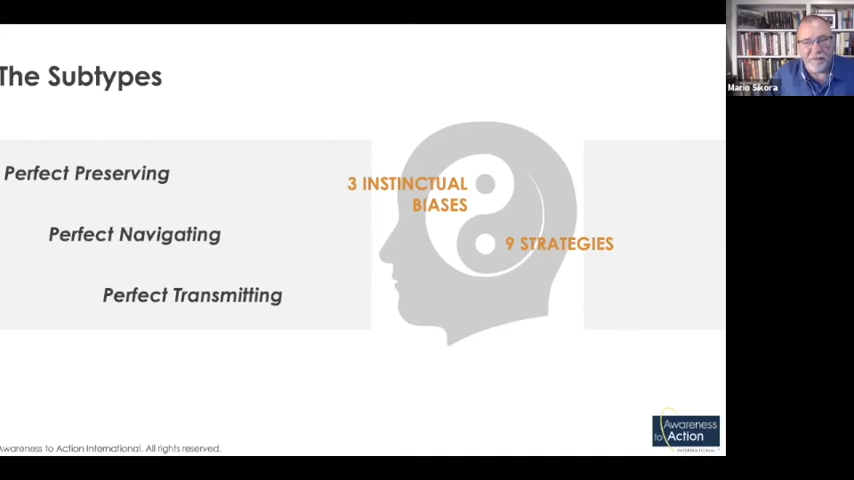 The Subtypes
Mario Sikora
Perfect Preserving
3 INSTINCTUAL
BIASES
Perfect Navigating
9 STRATEGIES
Perfect Transmitting
Awareness
to Action
INTERNATIONAL
Awareness to Action International. All rights reserved.